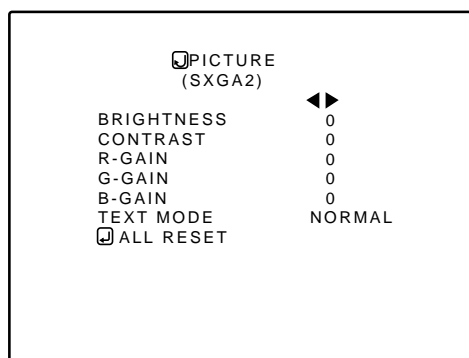 PICTURE
(SXGA2)
BRIGHTNESS 0
CONTRAST 0
R-GAIN 0
G-GAIN 0
B-GAIN 0
TEXT MODE NORMAL
ALL RESET